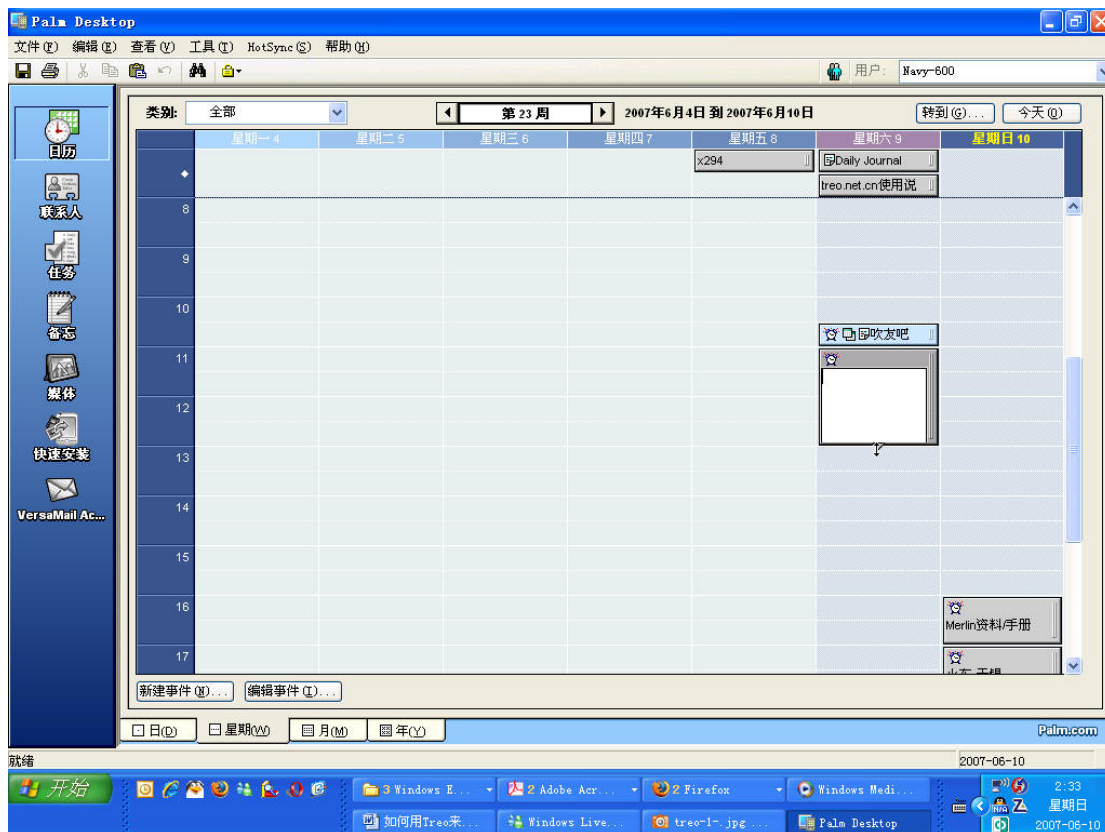 Palm Desktop
文件(F) 编辑(E) 查看(V) 工具(T) HotSync(S) 帮助(H)
用户: Navy-600
类别: 全部 第 23 周 2007年6月4日 到 2007年6月10日 转到(G)... 今天(O)
星期一 4 星期二 5 星期三 6 星期四 7 星期五 8 星期六 9 星期日 10
x294 Daily Journal
treo.net.cn使用说
日历
联系人
任务
备忘
媒体
快速安装
VersaMail Ac...
8
9
10
吹友吧
11
12
13
14
15
16
Merlin资料/手册
17
新建事件(N)... 编辑事件(I)...
日(D) 星期(W) 月(M) 年(Y) Palm.com
就绪 2007-06-10
开始 3 Windows E... 2 Adobe Acr... 2 Firefox Windows Medi... 2:33
如何用Treo来... Windows Live... treo-1-.jpg ... Palm Desktop N/A 星期日
2007-06-10